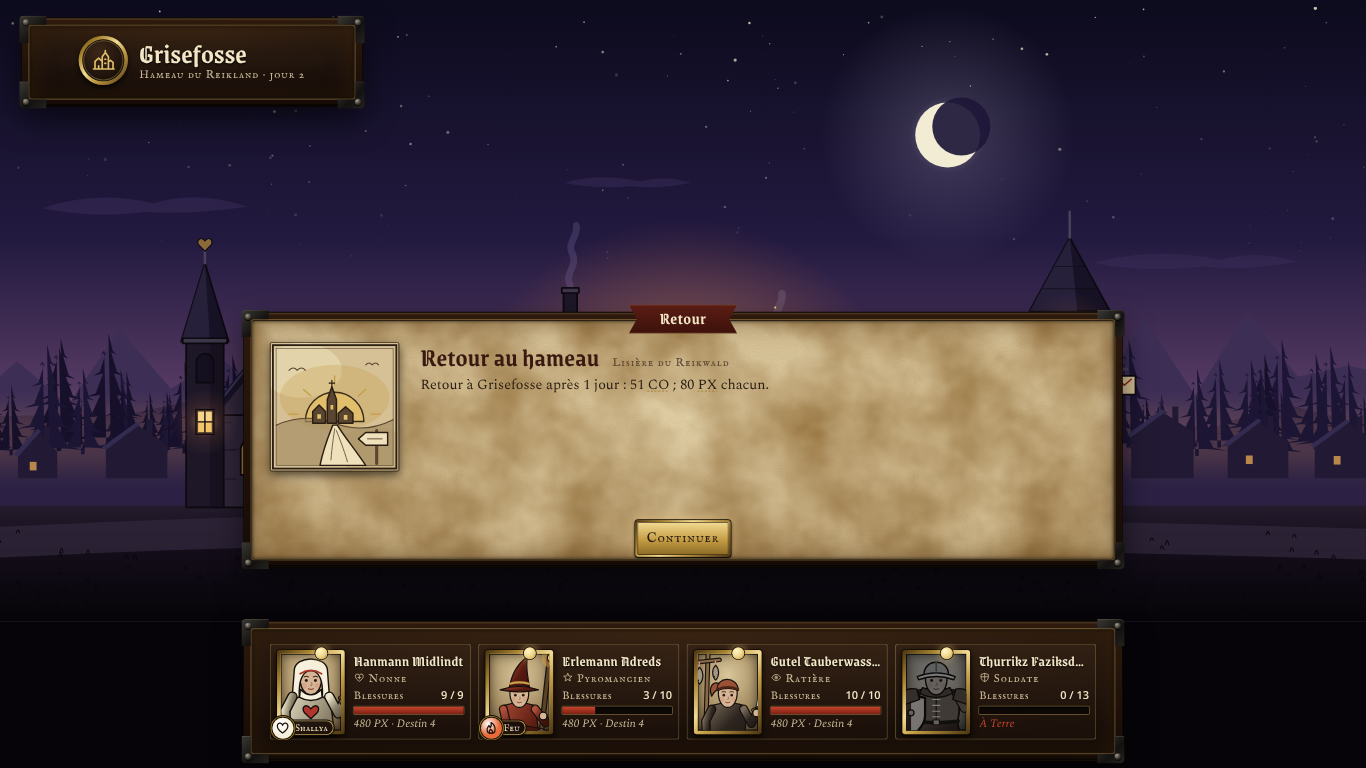 Grisefosse
Hameau du Reikland · jour 2
Retour
Retour au hameau Lisière du Reikwald
Retour à Grisefosse après 1 jour : 51 CO ; 80 PX chacun.
Continuer
Hanmann Midlindt
Nonne
Blessures 9 / 9
480 PX · Destin 4
Shallya
Erlemann Adreds
Pyromancien
Blessures 3 / 10
480 PX · Destin 4
Feu
Gutel Tauberwass...
Ratière
Blessures 10 / 10
480 PX · Destin 4
Thurrikz Faziksd...
Soldate
Blessures 0 / 13
À Terre